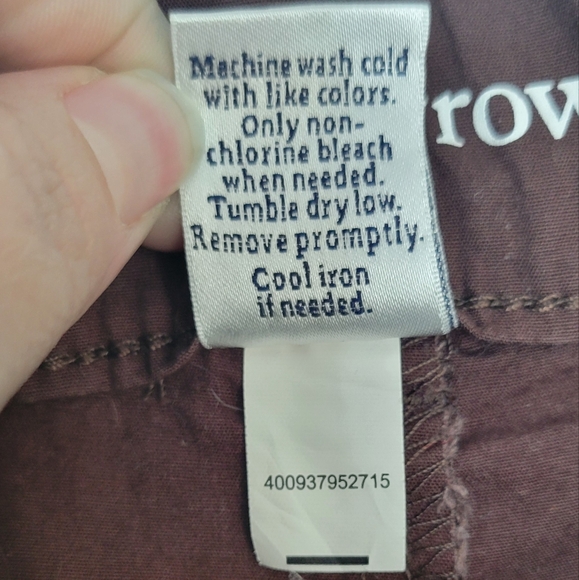 Machine wash cold
with like colors.
Only non-
chlorine bleach
when needed.
Tumble dry low.
Remove promptly.
Cool iron
if needed.
400937952715